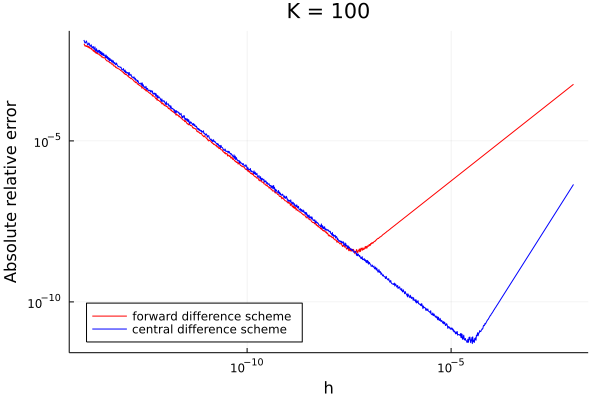 K = 100
Absolute relative error
10⁻⁵
10⁻¹⁰
forward difference scheme
central difference scheme
10⁻¹⁰
10⁻⁵
h